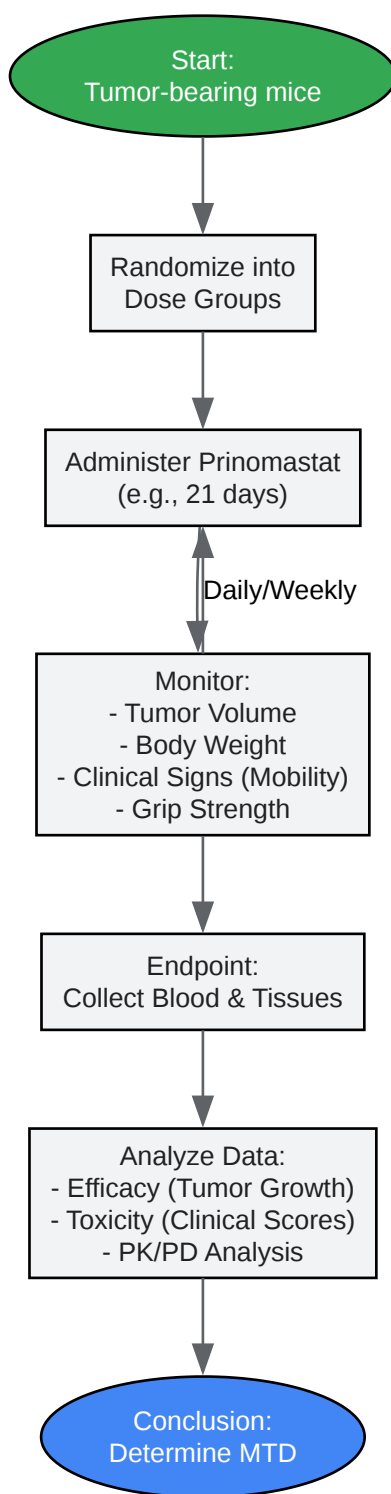 Start:
Tumor-bearing mice
Randomize into
Dose Groups
Administer Prinomastat
(e.g., 21 days)
Daily/Weekly
Monitor:
- Tumor Volume
- Body Weight
- Clinical Signs (Mobility)
- Grip Strength
Endpoint:
Collect Blood & Tissues
Analyze Data:
- Efficacy (Tumor Growth)
- Toxicity (Clinical Scores)
- PK/PD Analysis
Conclusion:
Determine MTD